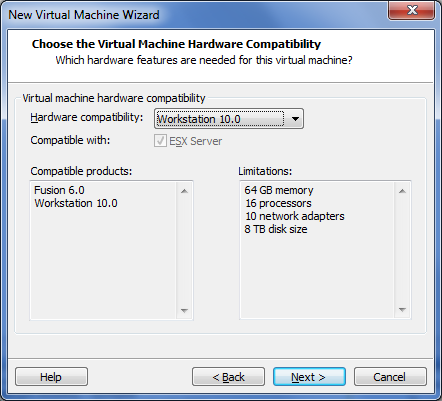 New Virtual Machine Wizard
Choose the Virtual Machine Hardware Compatibility
Which hardware features are needed for this virtual machine?
Virtual machine hardware compatibility
Hardware compatibility: Workstation 10.0
Compatible with: ESX Server
Compatible products: Limitations:
Fusion 6.0 64 GB memory
Workstation 10.0 16 processors
10 network adapters
8 TB disk size
Help < Back Next > Cancel